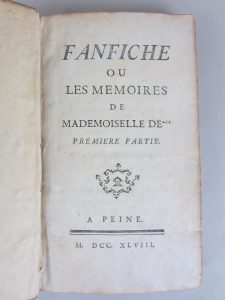 FANFICHE
OU
LES MEMOIRES
DE
MADEMOISELLE DE***
PREMIERE PARTIE.
A PEINE.
M. DCC. XLVIII.